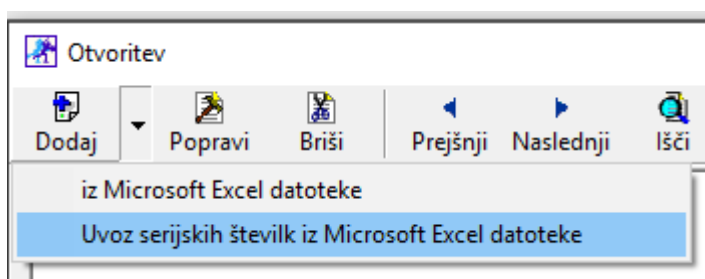 Otvoritev
Dodaj Popravi Briši Prejšnji Naslednji Išči
iz Microsoft Excel datoteke
Uvoz serijskih številk iz Microsoft Excel datoteke